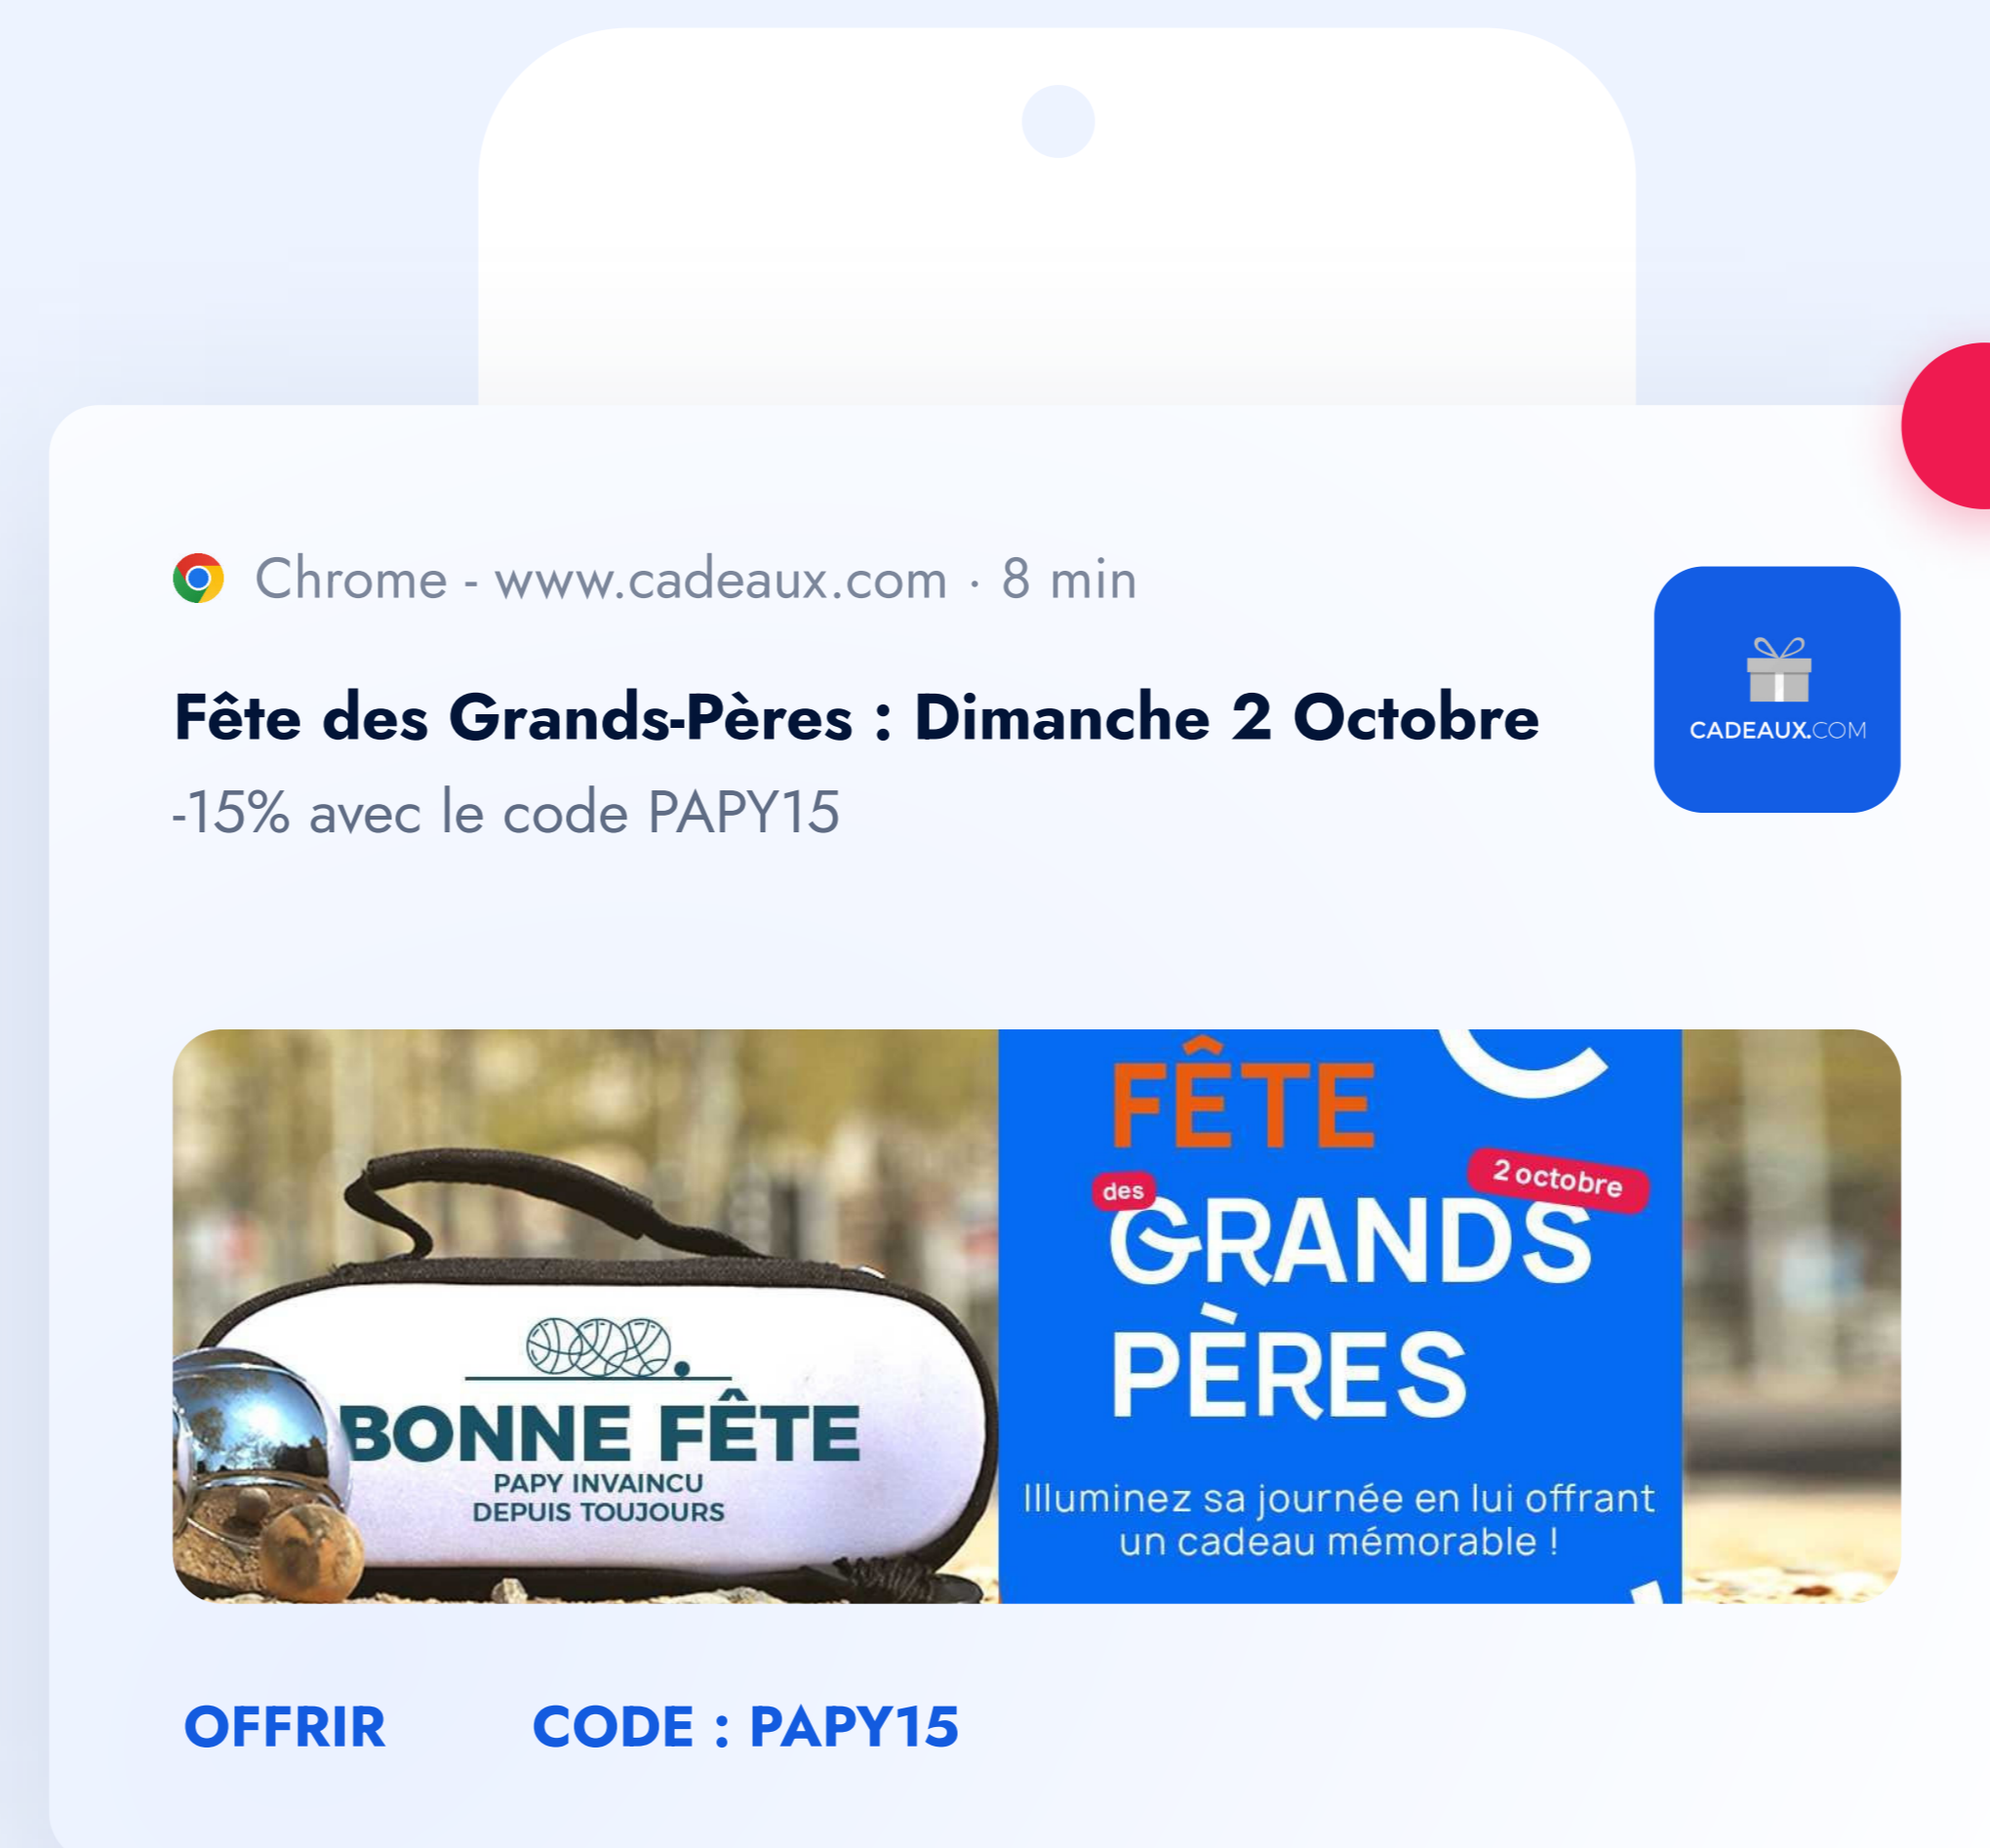 Chrome - www.cadeaux.com · 8 min
Fête des Grands-Pères : Dimanche 2 Octobre
-15% avec le code PAPY15
CADEAUX.COM
BONNE FÊTE
PAPY INVAINCU
DEPUIS TOUJOURS
FÊTE
des
2 octobre
GRANDS
PÈRES
Illuminez sa journée en lui offrant
un cadeau mémorable !
OFFRIR
CODE : PAPY15